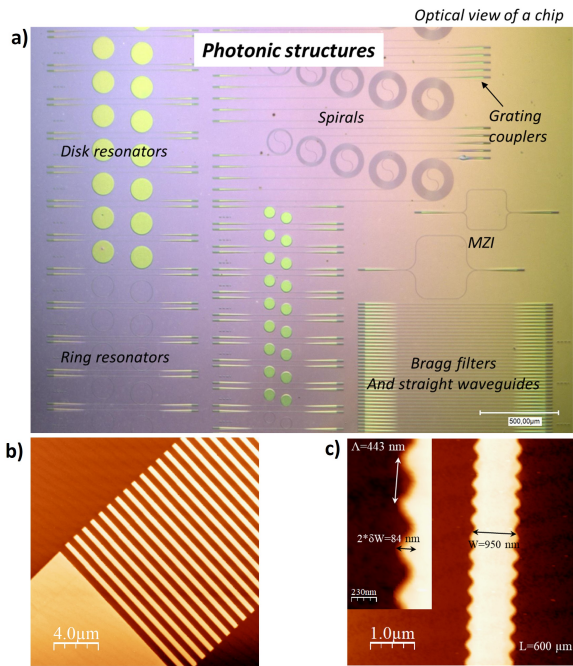 Optical view of a chip
a)
Photonic structures
Spirals
Grating
couplers
Disk resonators
MZI
Ring resonators
Bragg filters
And straight waveguides
500,00µm
b)
4.0µm
c)
Λ=443 nm
2*δW=84 nm
W=950 nm
230nm
1.0µm
L=600 µm